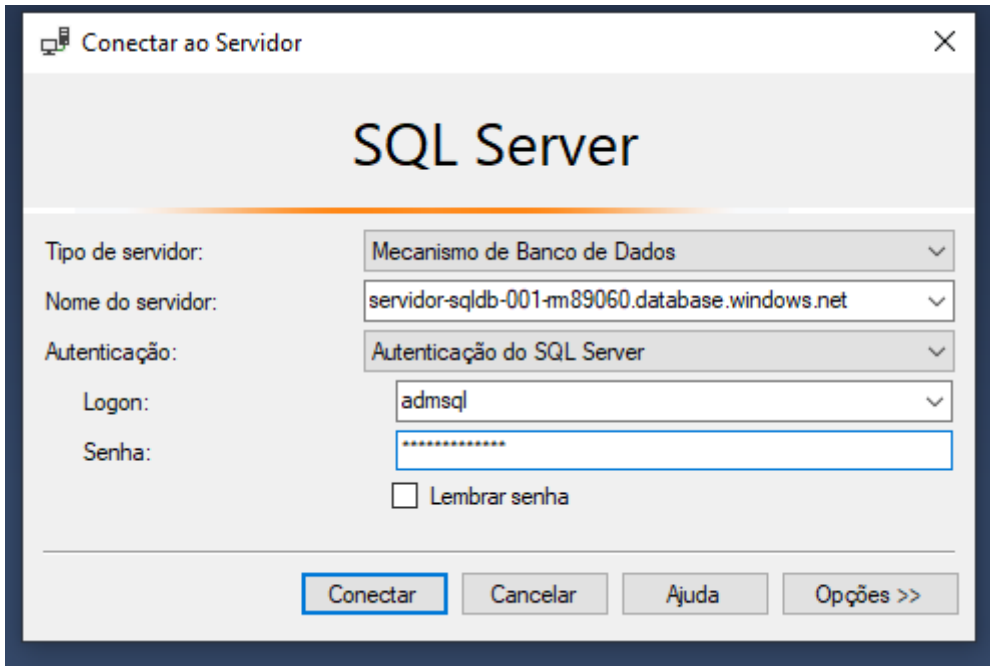 Conectar ao Servidor
SQL Server
Tipo de servidor: Mecanismo de Banco de Dados
Nome do servidor: servidor-sqldb-001-rm89060.database.windows.net
Autenticação: Autenticação do SQL Server
Logon: admsql
Senha: *************
Lembrar senha
Conectar Cancelar Ajuda Opções >>